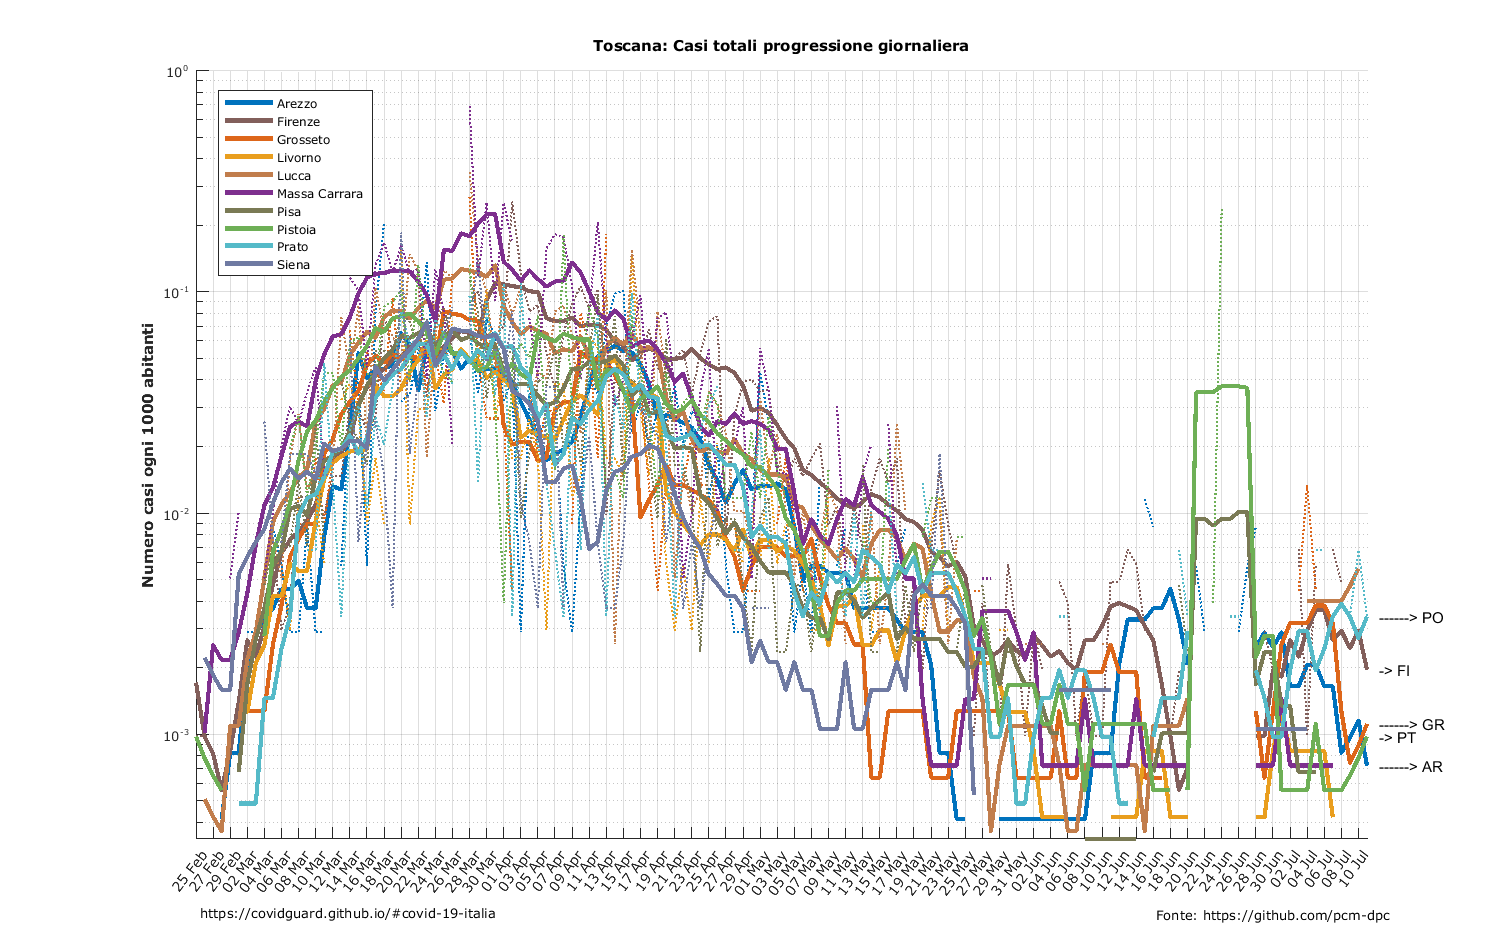 Toscana: Casi totali progressione giornaliera
Numero casi ogni 1000 abitanti
10⁰
10⁻¹
10⁻²
10⁻³
Arezzo
Firenze
Grosseto
Livorno
Lucca
Massa Carrara
Pisa
Pistoia
Prato
Siena
------> PO
-> FI
------> GR
-> PT
------> AR
25 Feb
27 Feb
29 Feb
02 Mar
04 Mar
06 Mar
08 Mar
10 Mar
12 Mar
14 Mar
16 Mar
18 Mar
20 Mar
22 Mar
24 Mar
26 Mar
28 Mar
30 Mar
01 Apr
03 Apr
05 Apr
07 Apr
09 Apr
11 Apr
13 Apr
15 Apr
17 Apr
19 Apr
21 Apr
23 Apr
25 Apr
27 Apr
29 Apr
01 May
03 May
05 May
07 May
09 May
11 May
13 May
15 May
17 May
19 May
21 May
23 May
25 May
27 May
29 May
31 May
02 Jun
04 Jun
06 Jun
08 Jun
10 Jun
12 Jun
14 Jun
16 Jun
18 Jun
20 Jun
22 Jun
24 Jun
26 Jun
28 Jun
30 Jun
02 Jul
04 Jul
06 Jul
08 Jul
10 Jul
https://covidguard.github.io/#covid-19-italia
Fonte: https://github.com/pcm-dpc